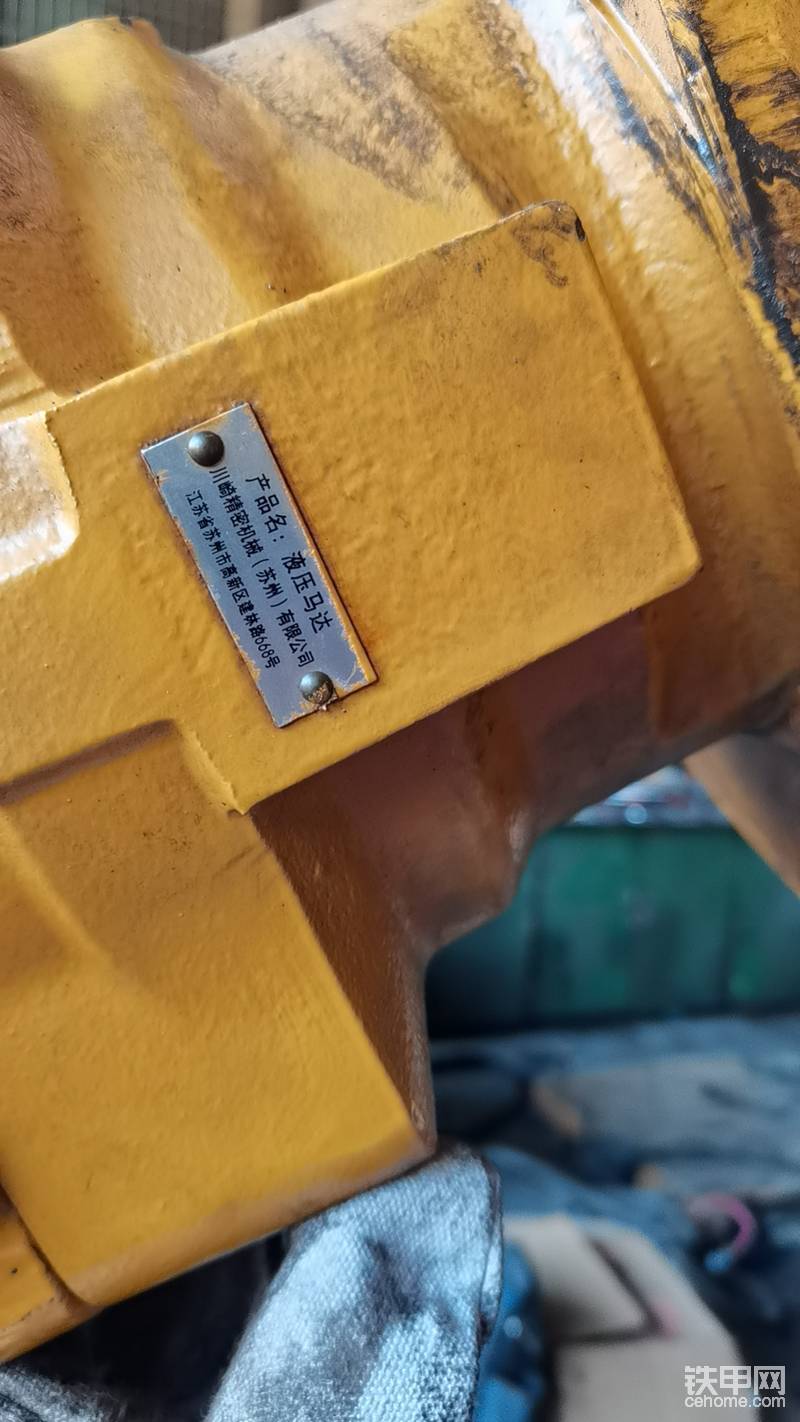 产品名：液压马达
川崎精密机械（苏州）有限公司
江苏省苏州市高新区建林路668号
铁甲网
cehome.com